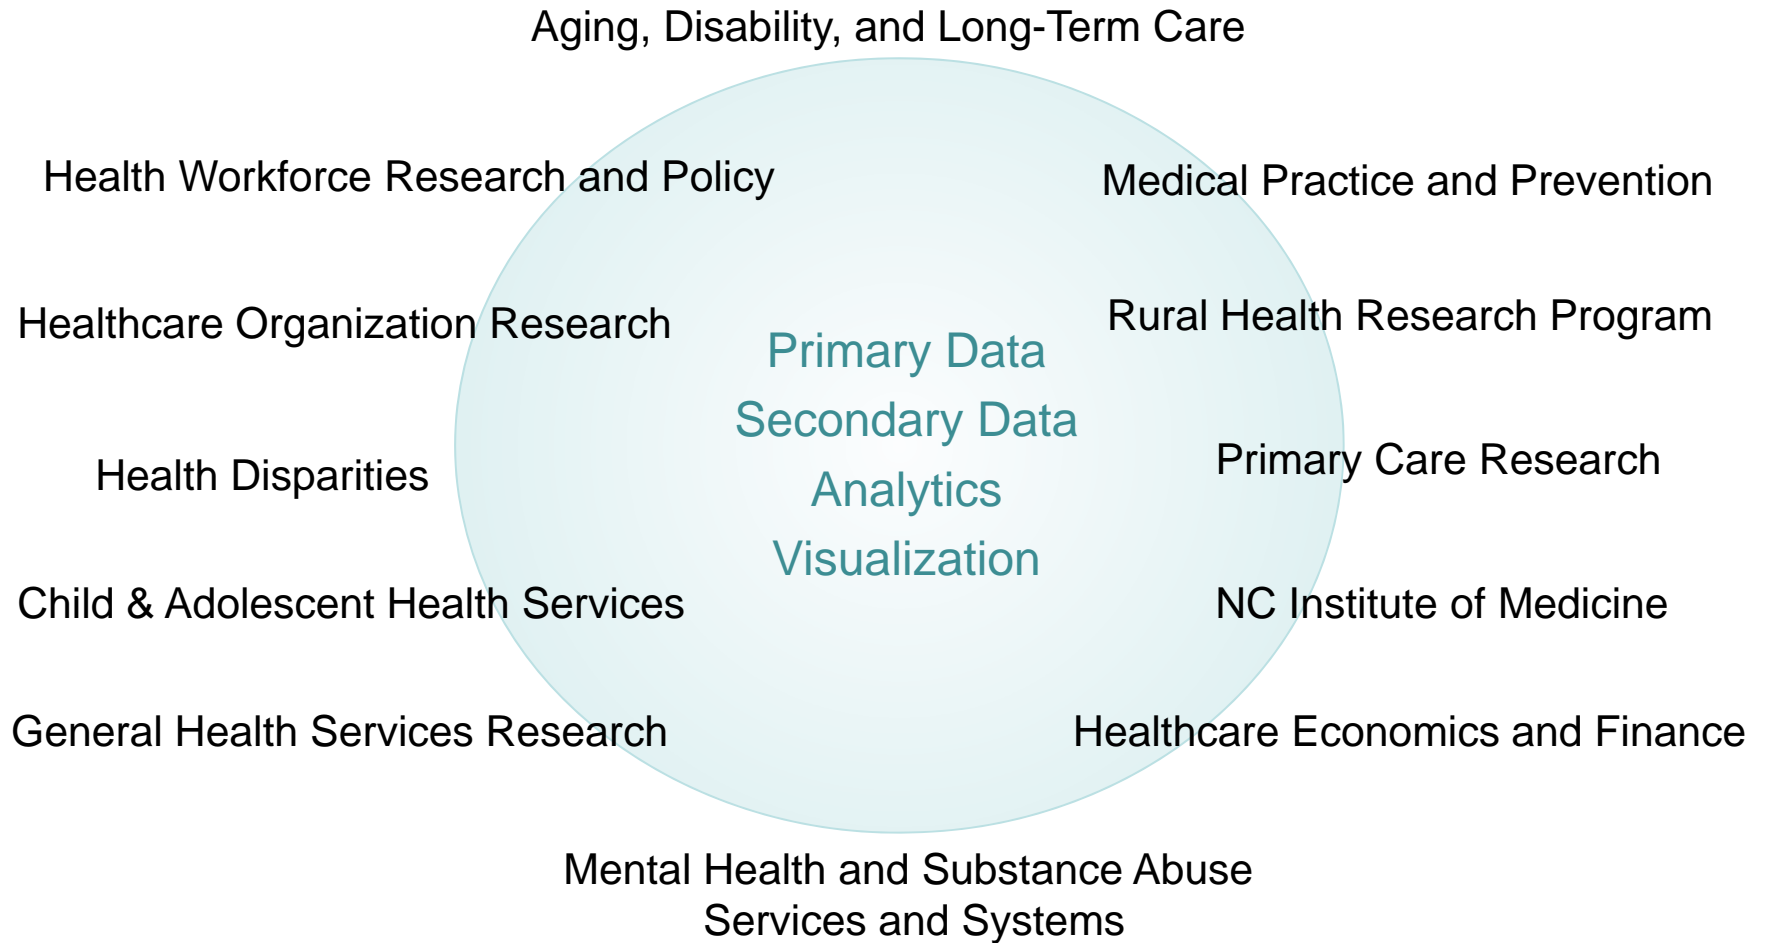 Aging, Disability, and Long-Term Care
Health Workforce Research and Policy
Medical Practice and Prevention
Healthcare Organization Research
Rural Health Research Program
Primary Data
Secondary Data
Analytics
Visualization
Health Disparities
Primary Care Research
Child & Adolescent Health Services
NC Institute of Medicine
General Health Services Research
Healthcare Economics and Finance
Mental Health and Substance Abuse
Services and Systems